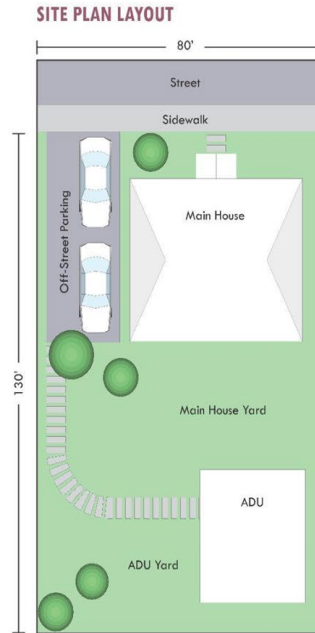 SITE PLAN LAYOUT
80'
Street
Sidewalk
Off-Street Parking
Main House
130'
Main House Yard
ADU
ADU Yard